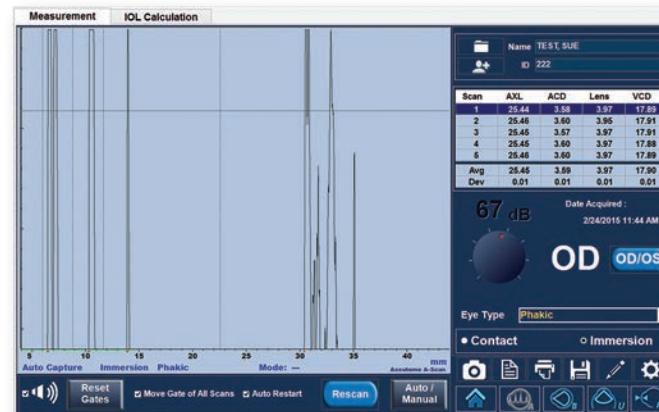 Measurement IOL Calculation
Name TEST, SUE
ID 222
Scan AXL ACD Lens VCD
1 25.44 3.58 3.97 17.89
2 25.46 3.60 3.95 17.91
3 25.45 3.57 3.97 17.91
4 25.45 3.60 3.97 17.88
5 25.46 3.60 3.97 17.89
Avg 25.45 3.59 3.97 17.90
Dev 0.01 0.01 0.01 0.01
67 dB
Date Acquired :
2/24/2015 11:44 AM
OD OD/OS
Eye Type Phakic
Contact Immersion
5 10 15 20 25 30 35 40 mm
Auto Capture Immersion Phakic Mode: -- Accutome A-Scan
Reset Gates
Move Gate of All Scans Auto Restart
Rescan
Auto / Manual